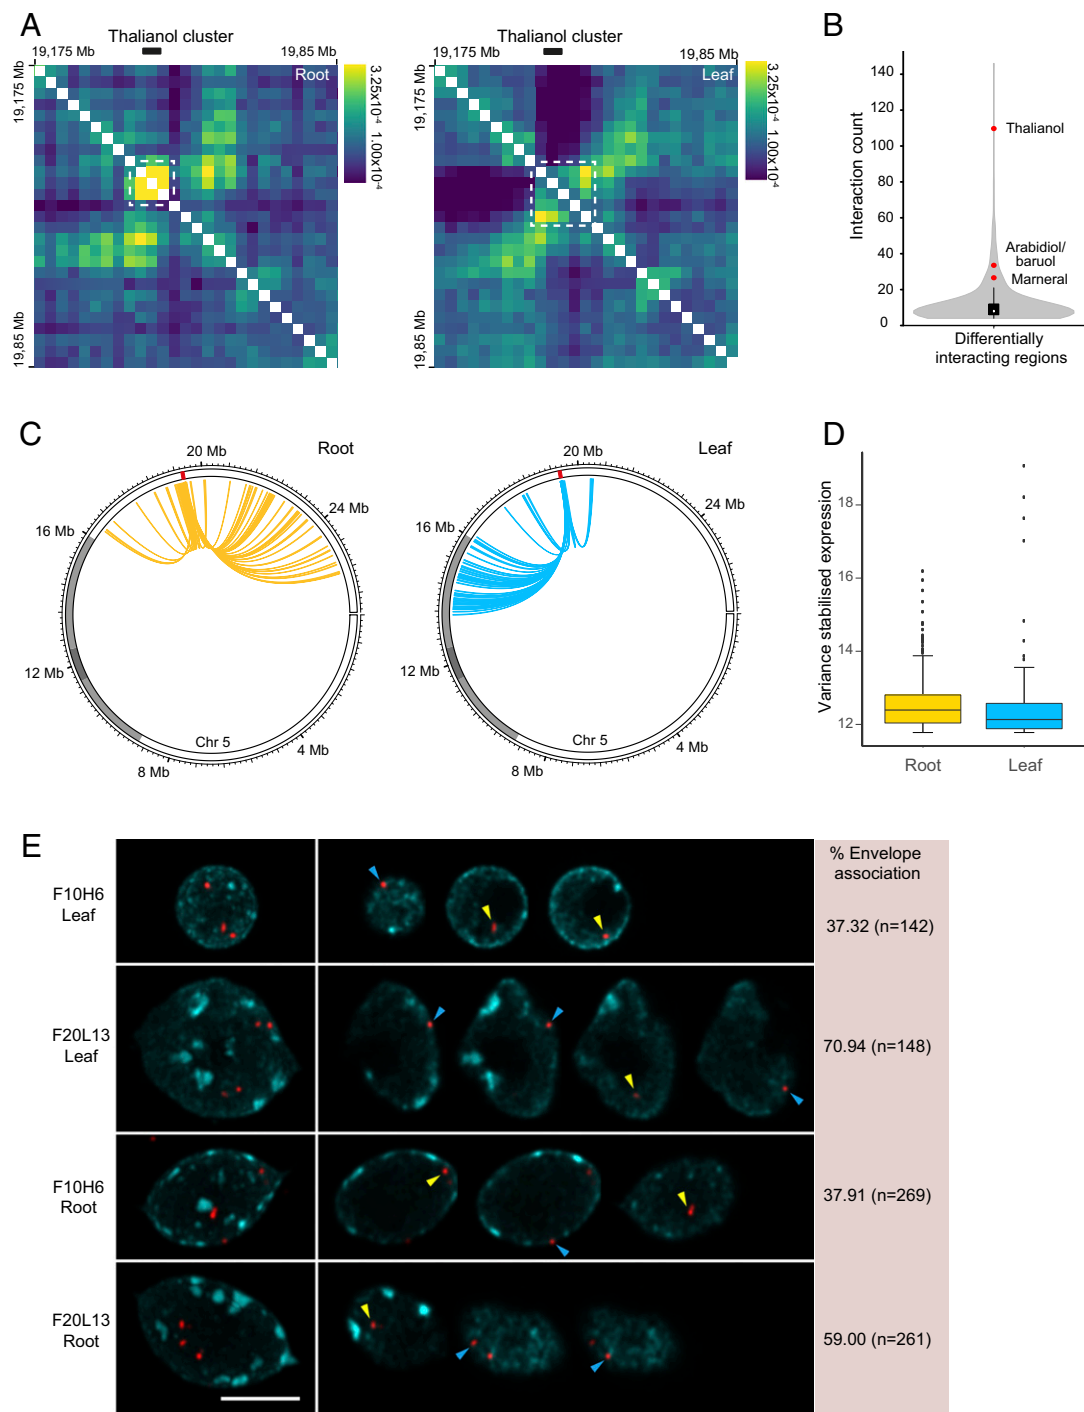 A
Thalianol cluster
19,175 Mb
19,85 Mb
19,175 Mb
Root
3.25x10-4
1.00x10-4
19,85 Mb
Thalianol cluster
19,175 Mb
19,85 Mb
19,175 Mb
Leaf
3.25x10-4
1.00x10-4
19,85 Mb
B
Interaction count
140
120
100
80
60
40
20
0
Thalianol
Arabidiol/
baruol
Marneral
Differentially
interacting regions
C
Root
20 Mb
24 Mb
16 Mb
12 Mb
8 Mb
4 Mb
Chr 5
Leaf
20 Mb
24 Mb
16 Mb
12 Mb
8 Mb
4 Mb
Chr 5
D
Variance stabilised expression
18
16
14
12
Root
Leaf
E
% Envelope
association
F10H6
Leaf
37.32 (n=142)
F20L13
Leaf
70.94 (n=148)
F10H6
Root
37.91 (n=269)
F20L13
Root
59.00 (n=261)